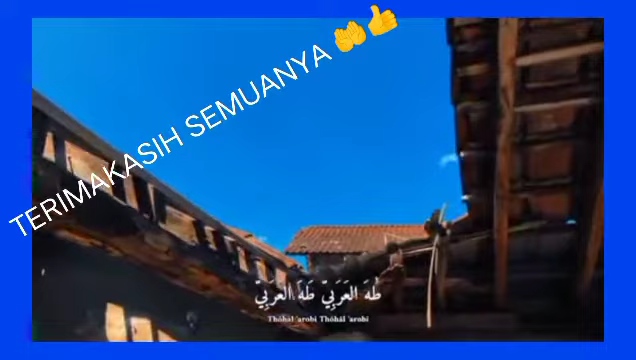 TERIMAKASIH SEMUANYA 🤲👍
طٰهَ العَرَبِيّ طٰهَ العَرَبِيّ
Thôhal 'arobi Thôhal 'arobi